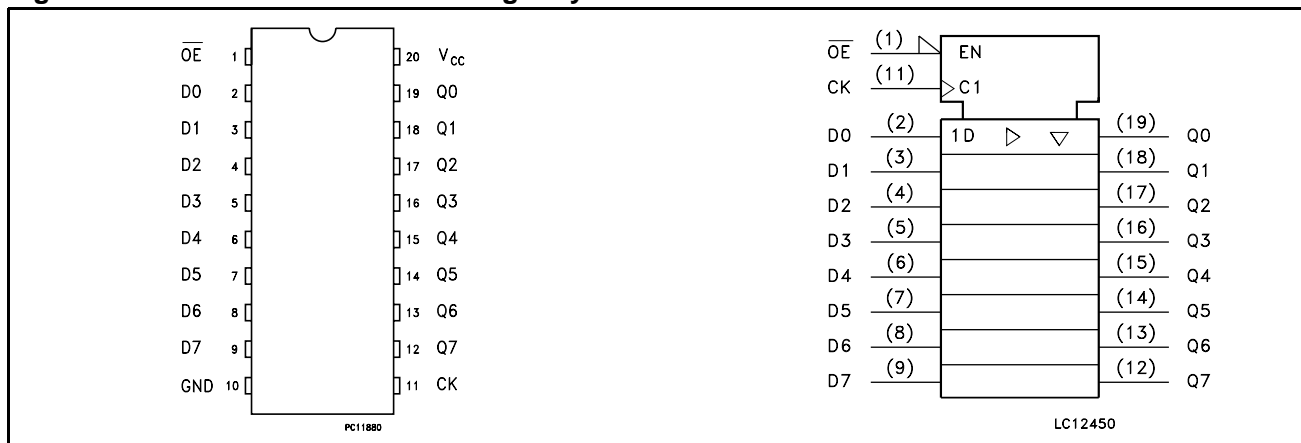 O̅E̅ 1 20 VCC
D0 2 19 Q0
D1 3 18 Q1
D2 4 17 Q2
D3 5 16 Q3
D4 6 15 Q4
D5 7 14 Q5
D6 8 13 Q6
D7 9 12 Q7
GND 10 11 CK
PC11880
O̅E̅ (1) EN
CK (11) C1
D0 (2) 1D (19) Q0
D1 (3) (18) Q1
D2 (4) (17) Q2
D3 (5) (16) Q3
D4 (6) (15) Q4
D5 (7) (14) Q5
D6 (8) (13) Q6
D7 (9) (12) Q7
LC12450